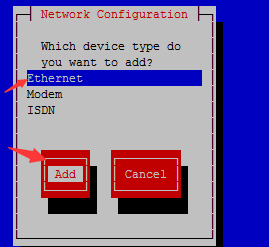 Network Configuration
Which device type do
you want to add?
Ethernet
Modem
ISDN
Add Cancel